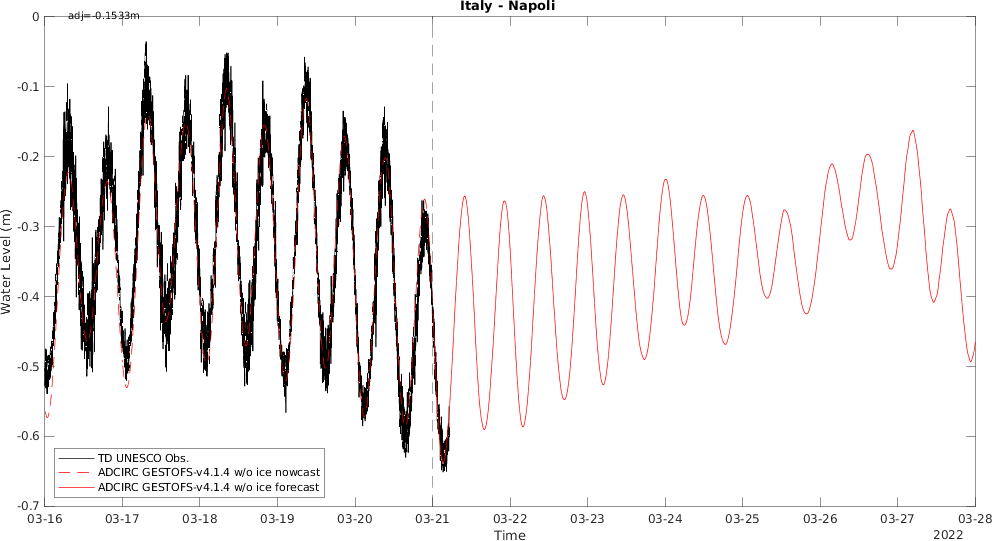 Italy - Napoli
adj=-0.1533m
0
-0.1
-0.2
-0.3
-0.4
-0.5
-0.6
-0.7
Water Level (m)
TD UNESCO Obs.
ADCIRC GESTOFS-v4.1.4 w/o ice nowcast
ADCIRC GESTOFS-v4.1.4 w/o ice forecast
03-16 03-17 03-18 03-19 03-20 03-21 03-22 03-23 03-24 03-25 03-26 03-27 03-28
Time
2022